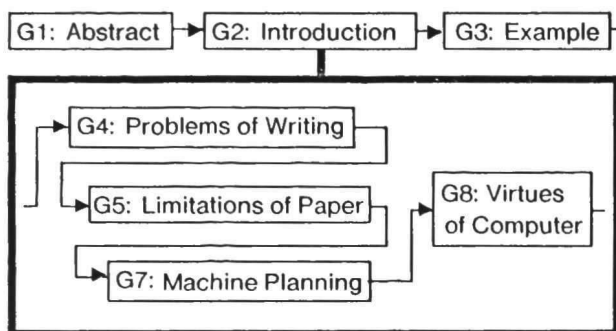 G1: Abstract
G2: Introduction
G3: Example
G4: Problems of Writing
G5: Limitations of Paper
G7: Machine Planning
G8: Virtues
of Computer